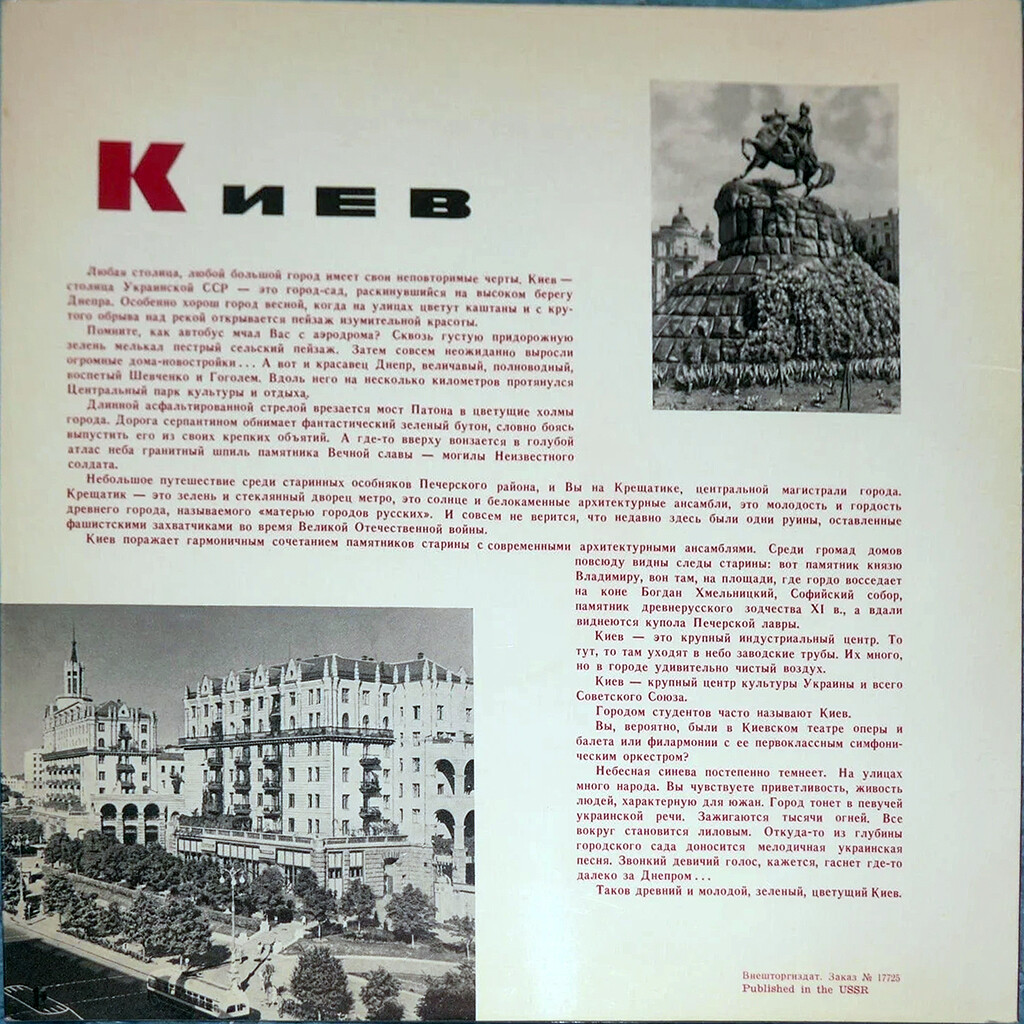 Киев
Любая столица, любой большой город имеет свои неповторимые черты. Киев —
столица Украинской ССР — это город-сад, раскинувшийся на высоком берегу
Днепра. Особенно хорош город весной, когда на улицах цветут каштаны и с кру-
того обрыва над рекой открывается пейзаж изумительной красоты.
Помните, как автобус мчал Вас с аэродрома? Сквозь густую придорожную
зелень мелькал пестрый сельский пейзаж. Затем совсем неожиданно выросли
огромные дома-новостройки... А вот и красавец Днепр, величавый, полноводный,
воспетый Шевченко и Гоголем. Вдоль него на несколько километров протянулся
Центральный парк культуры и отдыха.
Длинной асфальтированной стрелой врезается мост Патона в цветущие холмы
города. Дорога серпантином обнимает фантастический зеленый бутон, словно боясь
выпустить его из своих крепких объятий. А где-то вверху вонзается в голубой
атлас неба гранитный шпиль памятника Вечной славы — могилы Неизвестного
солдата.
Небольшое путешествие среди старинных особняков Печерского района, и Вы на Крещатике, центральной магистрали города.
Крещатик — это зелень и стеклянный дворец метро, это солнце и белокаменные архитектурные ансамбли, это молодость и гордость
древнего города, называемого «матерью городов русских». И совсем не верится, что недавно здесь были одни руины, оставленные
фашистскими захватчиками во время Великой Отечественной войны.
Киев поражает гармоничным сочетанием памятников старины с современными архитектурными ансамблями. Среди громад домов
повсюду видны следы старины: вот памятник князю
Владимиру, вон там, на площади, где гордо восседает
на коне Богдан Хмельницкий, Софийский собор,
памятник древнерусского зодчества XI в., а вдали
виднеются купола Печерской лавры.
Киев — это крупный индустриальный центр. То
тут, то там уходят в небо заводские трубы. Их много,
но в городе удивительно чистый воздух.
Киев — крупный центр культуры Украины и всего
Советского Союза.
Городом студентов часто называют Киев.
Вы, вероятно, были в Киевском театре оперы и
балета или филармонии с ее первоклассным симфони-
ческим оркестром?
Небесная синева постепенно темнеет. На улицах
много народа. Вы чувствуете приветливость, живость
людей, характерную для южан. Город тонет в певучей
украинской речи. Зажигаются тысячи огней. Все
вокруг становится лиловым. Откуда-то из глубины
городского сада доносится мелодичная украинская
песня. Звонкий девичий голос, кажется, гаснет где-то
далеко за Днепром...
Таков древний и молодой, зеленый, цветущий Киев.
Внешторгиздат. Заказ № 17725
Published in the USSR